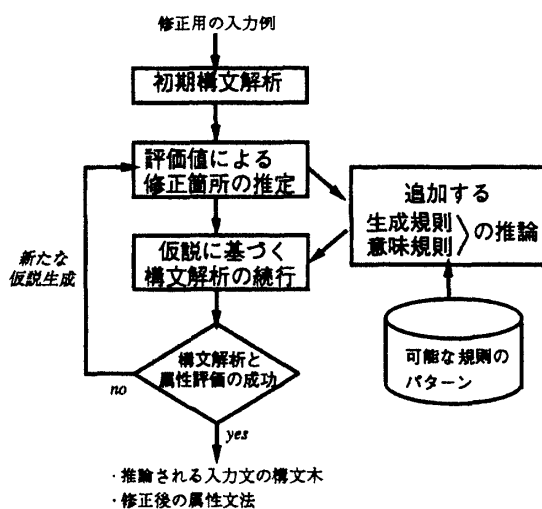 修正用の入力例
初期構文解析
評価値による
修正箇所の推定
追加する
生成規則
意味規則
の推論
仮説に基づく
構文解析の続行
新たな
仮説生成
構文解析と
属性評価の成功
可能な規則の
パターン
no
yes
・推論される入力文の構文木
・修正後の属性文法